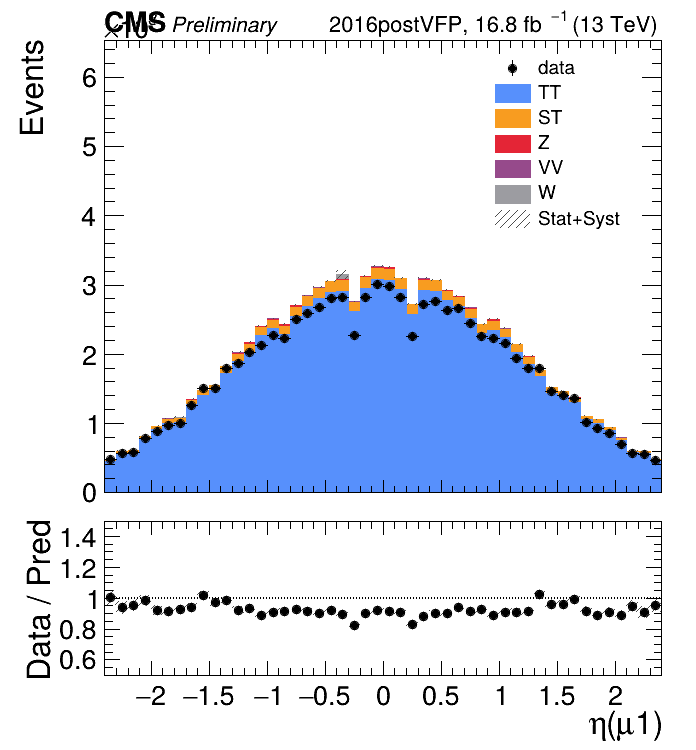 CMS Preliminary 2016postVFP, 16.8 fb ⁻¹ (13 TeV)
Events
6
5
4
3
2
1
0
data
TT
ST
Z
VV
W
Stat+Syst
Data / Pred
1.4
1.2
1
0.8
0.6
−2 −1.5 −1 −0.5 0 0.5 1 1.5 2
η(μ1)